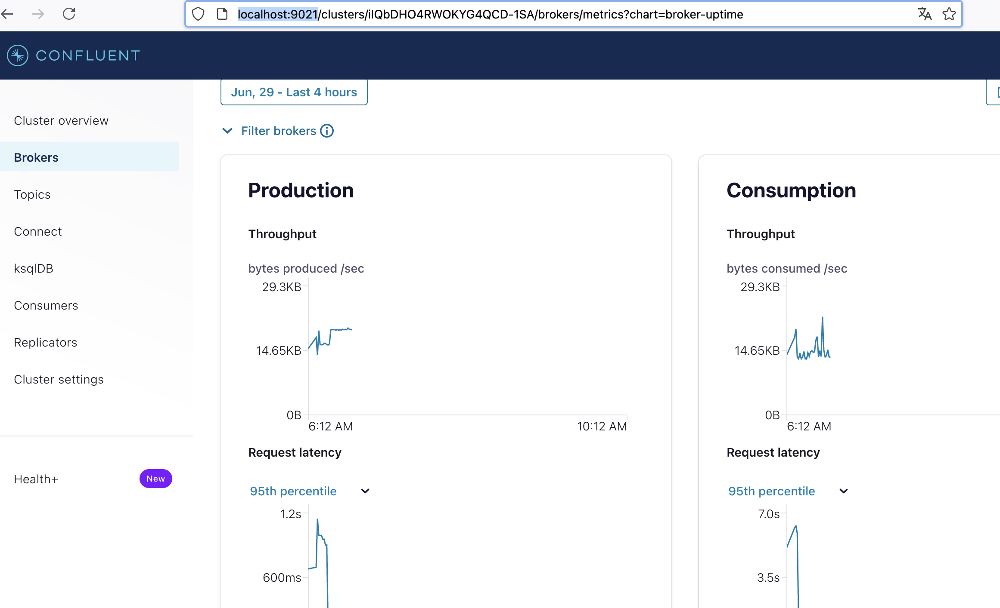 localhost:9021/clusters/iIQbDHO4RWOKYG4QCD-1SA/brokers/metrics?chart=broker-uptime
CONFLUENT
Jun, 29 - Last 4 hours
Filter brokers
Cluster overview
Brokers
Topics
Connect
ksqlDB
Consumers
Replicators
Cluster settings
Health+
New
Production
Throughput
bytes produced /sec
29.3KB
14.65KB
0B
6:12 AM
10:12 AM
Request latency
95th percentile
1.2s
600ms
Consumption
Throughput
bytes consumed /sec
29.3KB
14.65KB
0B
6:12 AM
Request latency
95th percentile
7.0s
3.5s